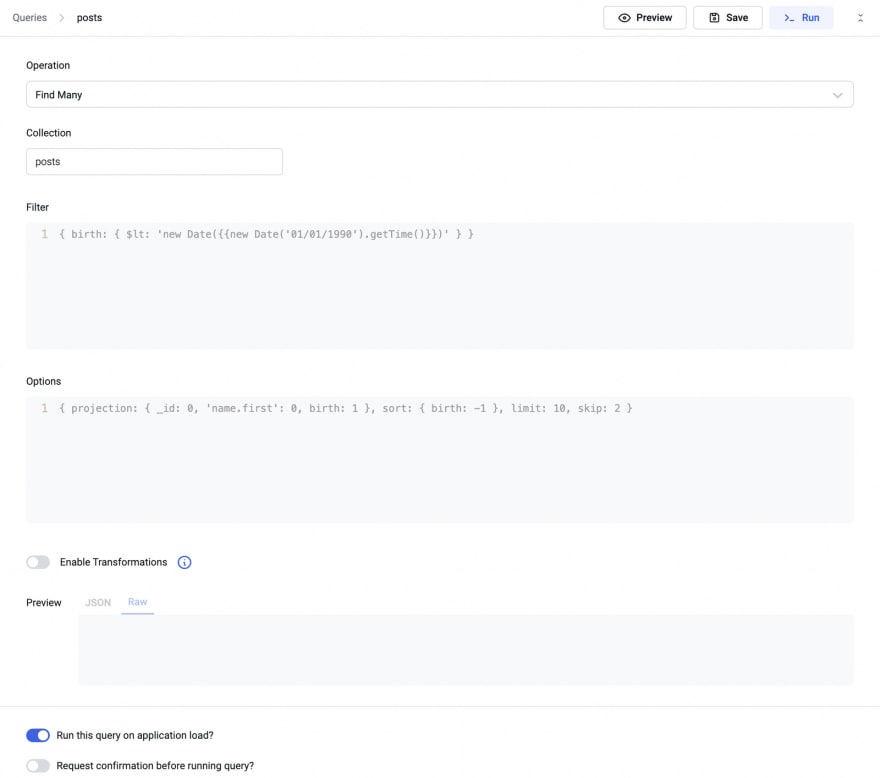 Queries > posts
Preview
Save
>_ Run
Operation
Find Many
Collection
posts
Filter
1 { birth: { $lt: 'new Date({{new Date('01/01/1990').getTime()}})' } }
Options
1 { projection: { _id: 0, 'name.first': 0, birth: 1 }, sort: { birth: -1 }, limit: 10, skip: 2 }
Enable Transformations
Preview JSON Raw
Run this query on application load?
Request confirmation before running query?